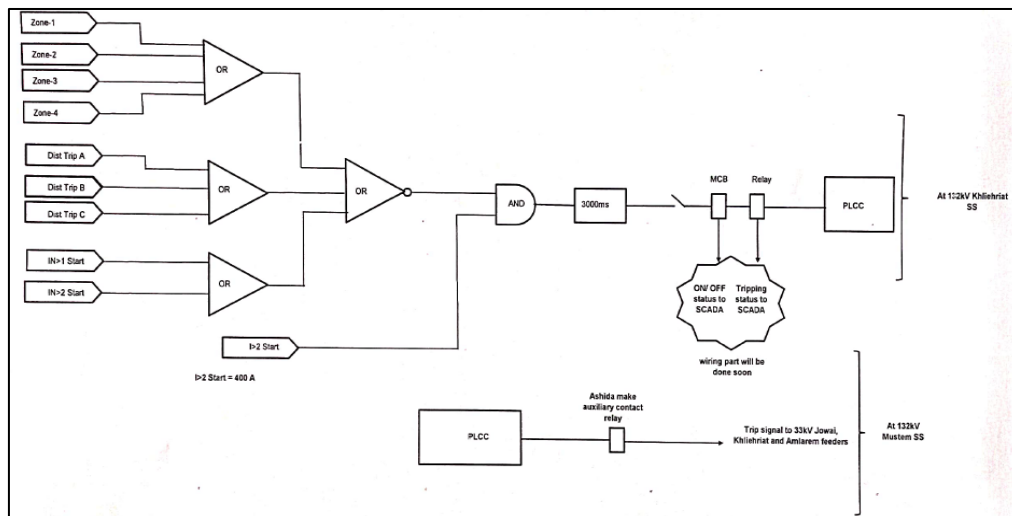 Zone-1
Zone-2
Zone-3
Zone-4
OR
Dist Trip A
Dist Trip B
Dist Trip C
OR
OR
IN>1 Start
IN>2 Start
OR
I>2 Start
I>2 Start = 400 A
AND
3000ms
MCB
Relay
PLCC
At 132kV Khliehriat
SS
ON/ OFF
status to
SCADA
Tripping
status to
SCADA
wiring part will be
done soon
PLCC
Ashida make
auxiliary contact
relay
Trip signal to 33kV Jowai,
Khliehriat and Amlarem feeders
At 132kV
Mustem SS